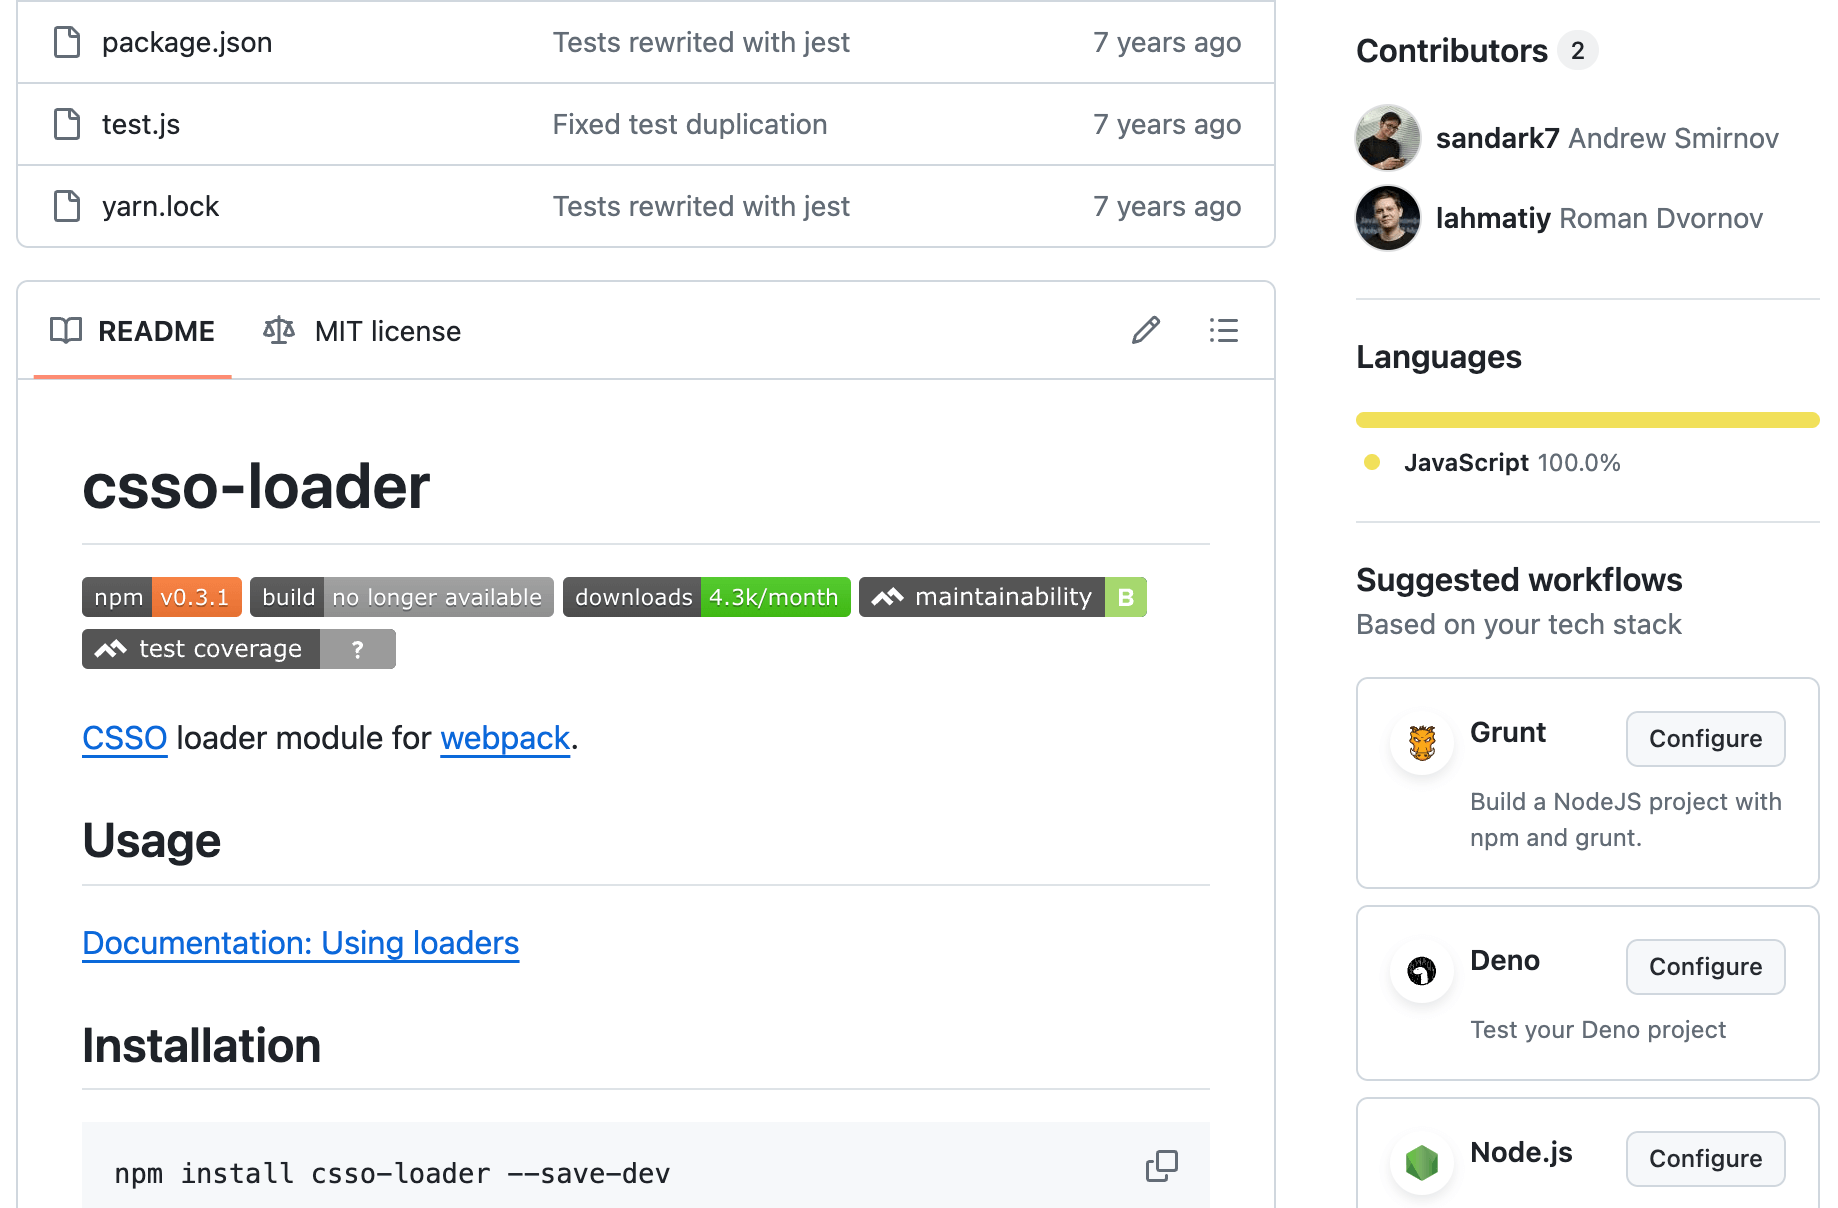 package.json Tests rewrited with jest 7 years ago
test.js Fixed test duplication 7 years ago
yarn.lock Tests rewrited with jest 7 years ago
README MIT license
csso-loader
npm v0.3.1 build no longer available downloads 4.3k/month maintainability B
test coverage ?
CSSO loader module for webpack.
Usage
Documentation: Using loaders
Installation
npm install csso-loader --save-dev
Contributors 2
sandark7 Andrew Smirnov
lahmatiy Roman Dvornov
Languages
JavaScript 100.0%
Suggested workflows
Based on your tech stack
Grunt Configure
Build a NodeJS project with
npm and grunt.
Deno Configure
Test your Deno project
Node.js Configure